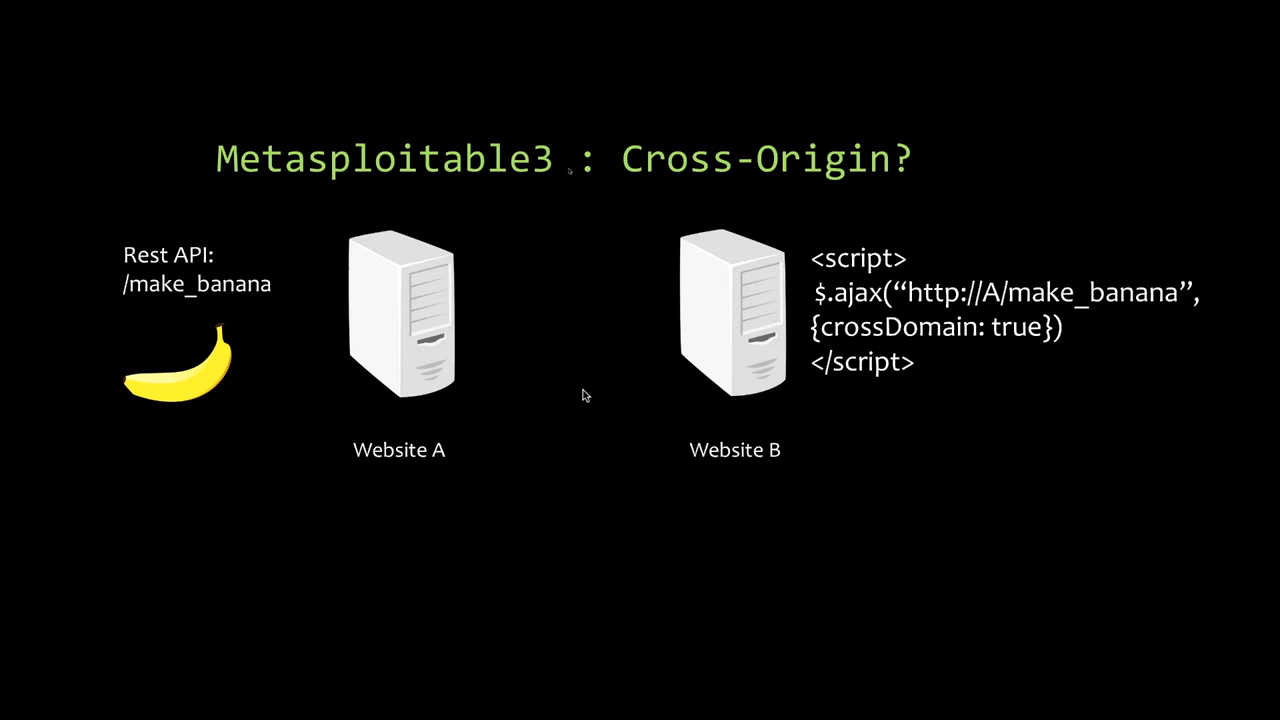 Metasploitable3 : Cross-Origin?
Rest API:
/make_banana
<script>
$.ajax(“http://A/make_banana”,
{crossDomain: true})
</script>
Website A
Website B